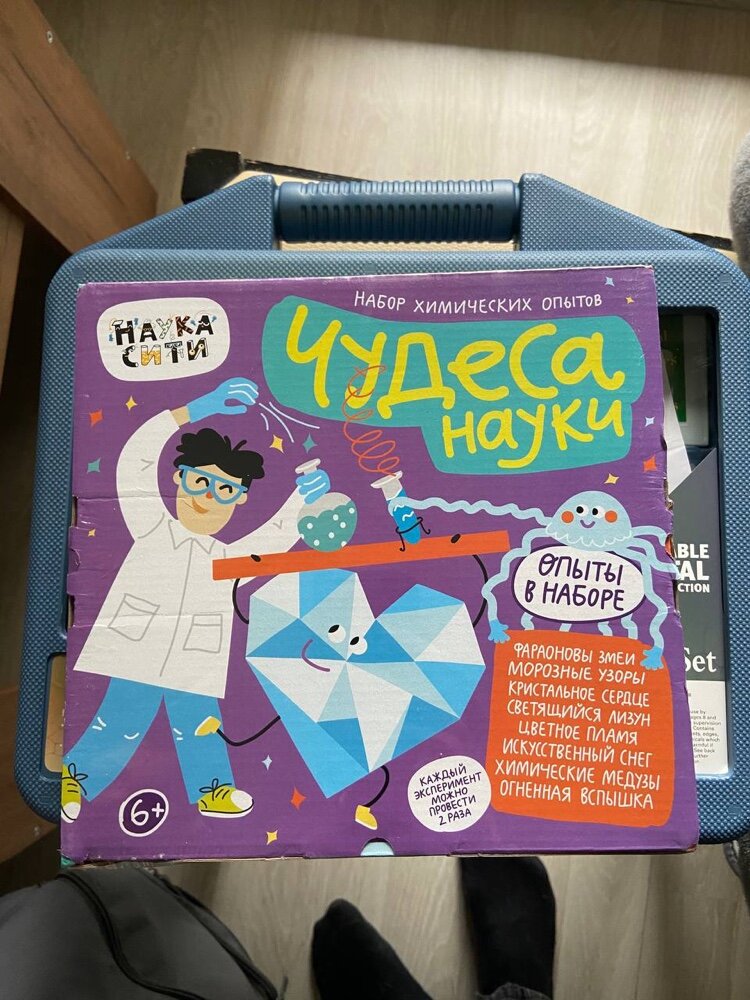 НАБОР ХИМИЧЕСКИХ ОПЫТОВ
НАУКА
СИТИ
ЧУДеСа
науки
ОПЫТЫ
В НАБОРЕ
ФАРАОНОВЫ ЗМЕИ
МОРОЗНЫЕ УЗОРЫ
КРИСТАЛЬНОЕ СЕРДЦЕ
СВЕТЯЩИЙСЯ ЛИЗУН
ЦВЕТНОЕ ПЛАМЯ
ИСКУССТВЕННЫЙ СНЕГ
ХИМИЧЕСКИЕ МЕДУЗЫ
ОГНЕННАЯ ВСПЫШКА
КАЖДЫЙ
ЭКСПЕРИМЕНТ
МОЖНО
ПРОВЕСТИ
2 РАЗА
6+
ABLE
TAL
CTION
Set